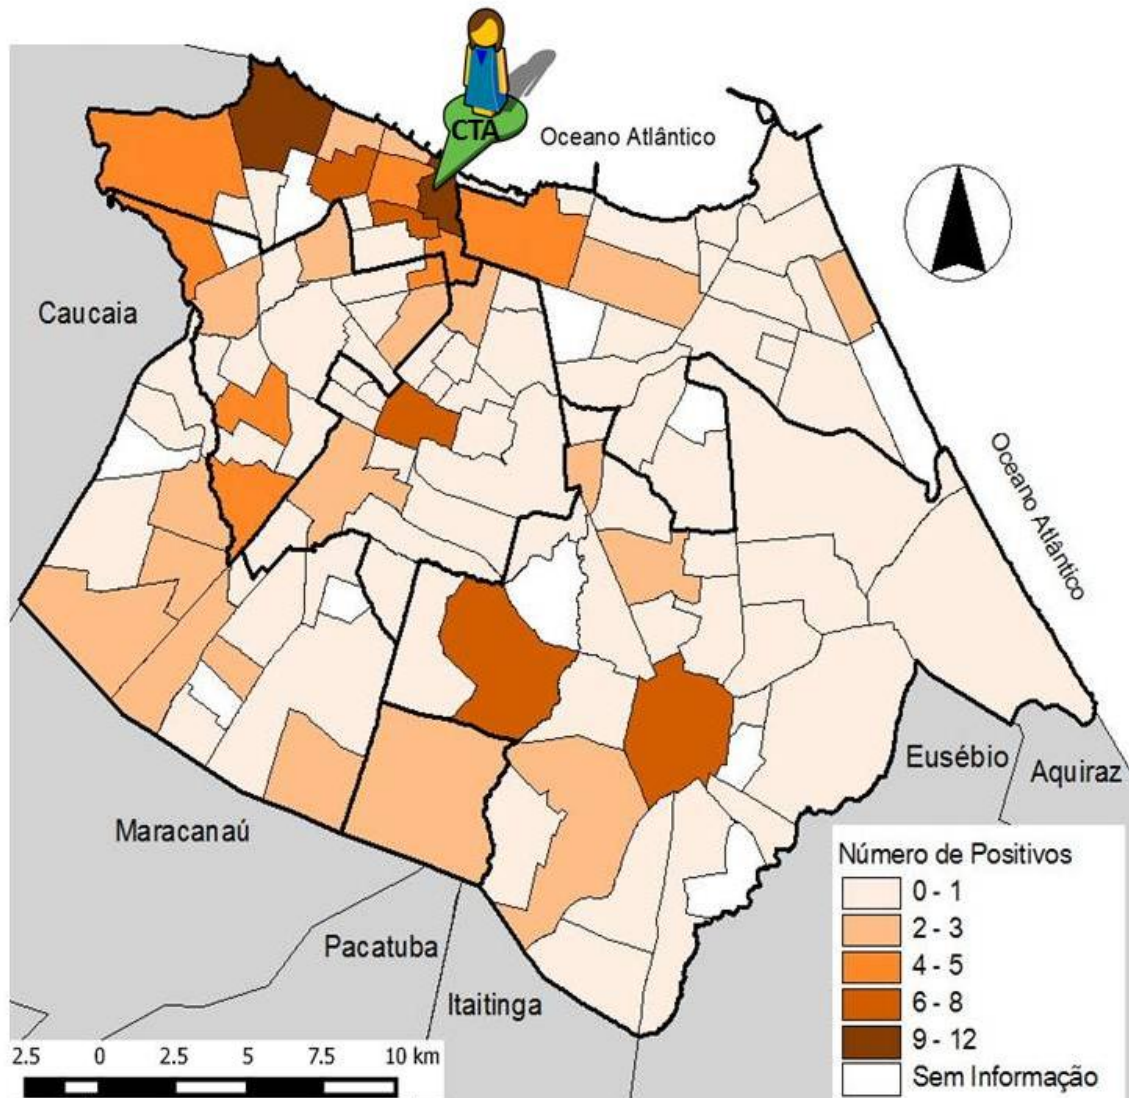 CTA
Oceano Atlântico
Caucaia
Oceano Atlântico
Eusébio
Aquiraz
Maracanaú
Pacatuba
Itaitinga
Número de Positivos
0 - 1
2 - 3
4 - 5
6 - 8
9 - 12
Sem Informação
2.5 0 2.5 5 7.5 10 km